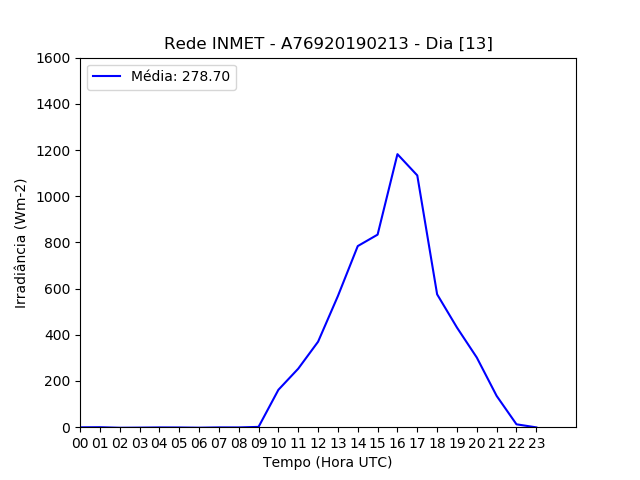 Rede INMET - A76920190213 - Dia [13]
Média: 278.70
Irradiância (Wm-2)
1600
1400
1200
1000
800
600
400
200
0
00 01 02 03 04 05 06 07 08 09 10 11 12 13 14 15 16 17 18 19 20 21 22 23
Tempo (Hora UTC)